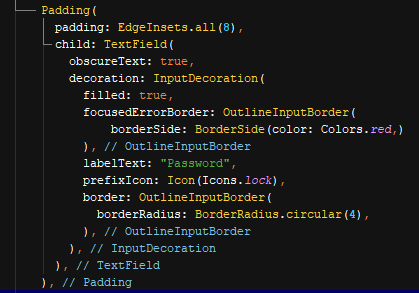 Padding(
padding: EdgeInsets.all(8),
child: TextField(
obscureText: true,
decoration: InputDecoration(
filled: true,
focusedErrorBorder: OutlineInputBorder(
borderSide: BorderSide(color: Colors.red,)
), // OutlineInputBorder
labelText: "Password",
prefixIcon: Icon(Icons.lock),
border: OutlineInputBorder(
borderRadius: BorderRadius.circular(4),
), // OutlineInputBorder
), // InputDecoration
), // TextField
), // Padding